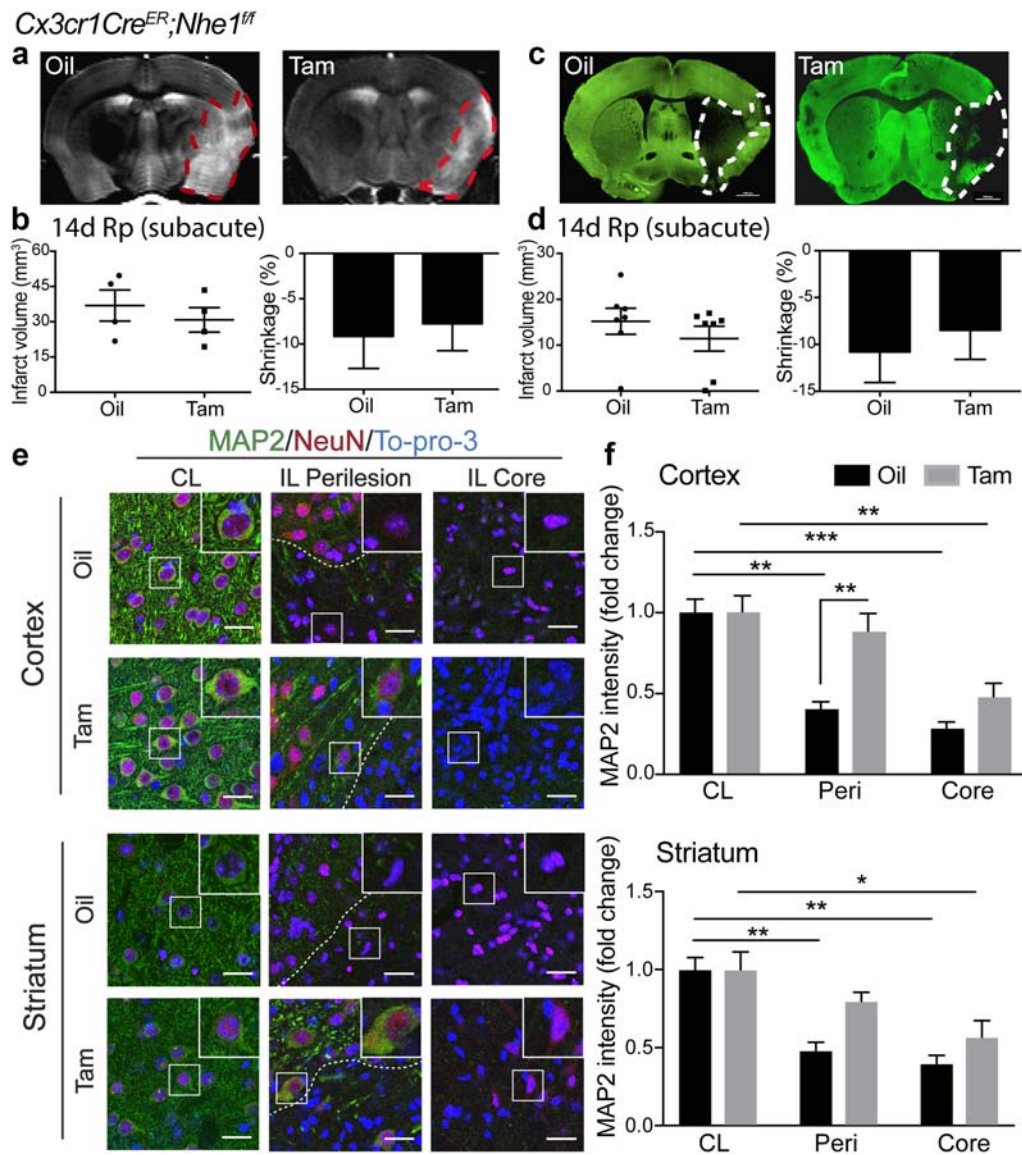 Cx3cr1Cre^ER;Nhe1^f/f
a
Oil
Tam
c
Oil
Tam
b
14d Rp (subacute)
Infarct volume (mm³)
60
45
30
15
0
Oil
Tam
Shrinkage (%)
0
-5
-10
-15
Oil
Tam
d
14d Rp (subacute)
Infarct volume (mm³)
30
20
10
0
Oil
Tam
Shrinkage (%)
0
-5
-10
-15
Oil
Tam
e
MAP2/NeuN/To-pro-3
CL
IL Perilesion
IL Core
Cortex
Oil
Tam
Striatum
Oil
Tam
f
Cortex
Oil
Tam
MAP2 intensity (fold change)
1.5
1.0
0.5
0.0
**
***
**
**
CL
Peri
Core
Striatum
MAP2 intensity (fold change)
1.5
1.0
0.5
0.0
*
**
**
CL
Peri
Core